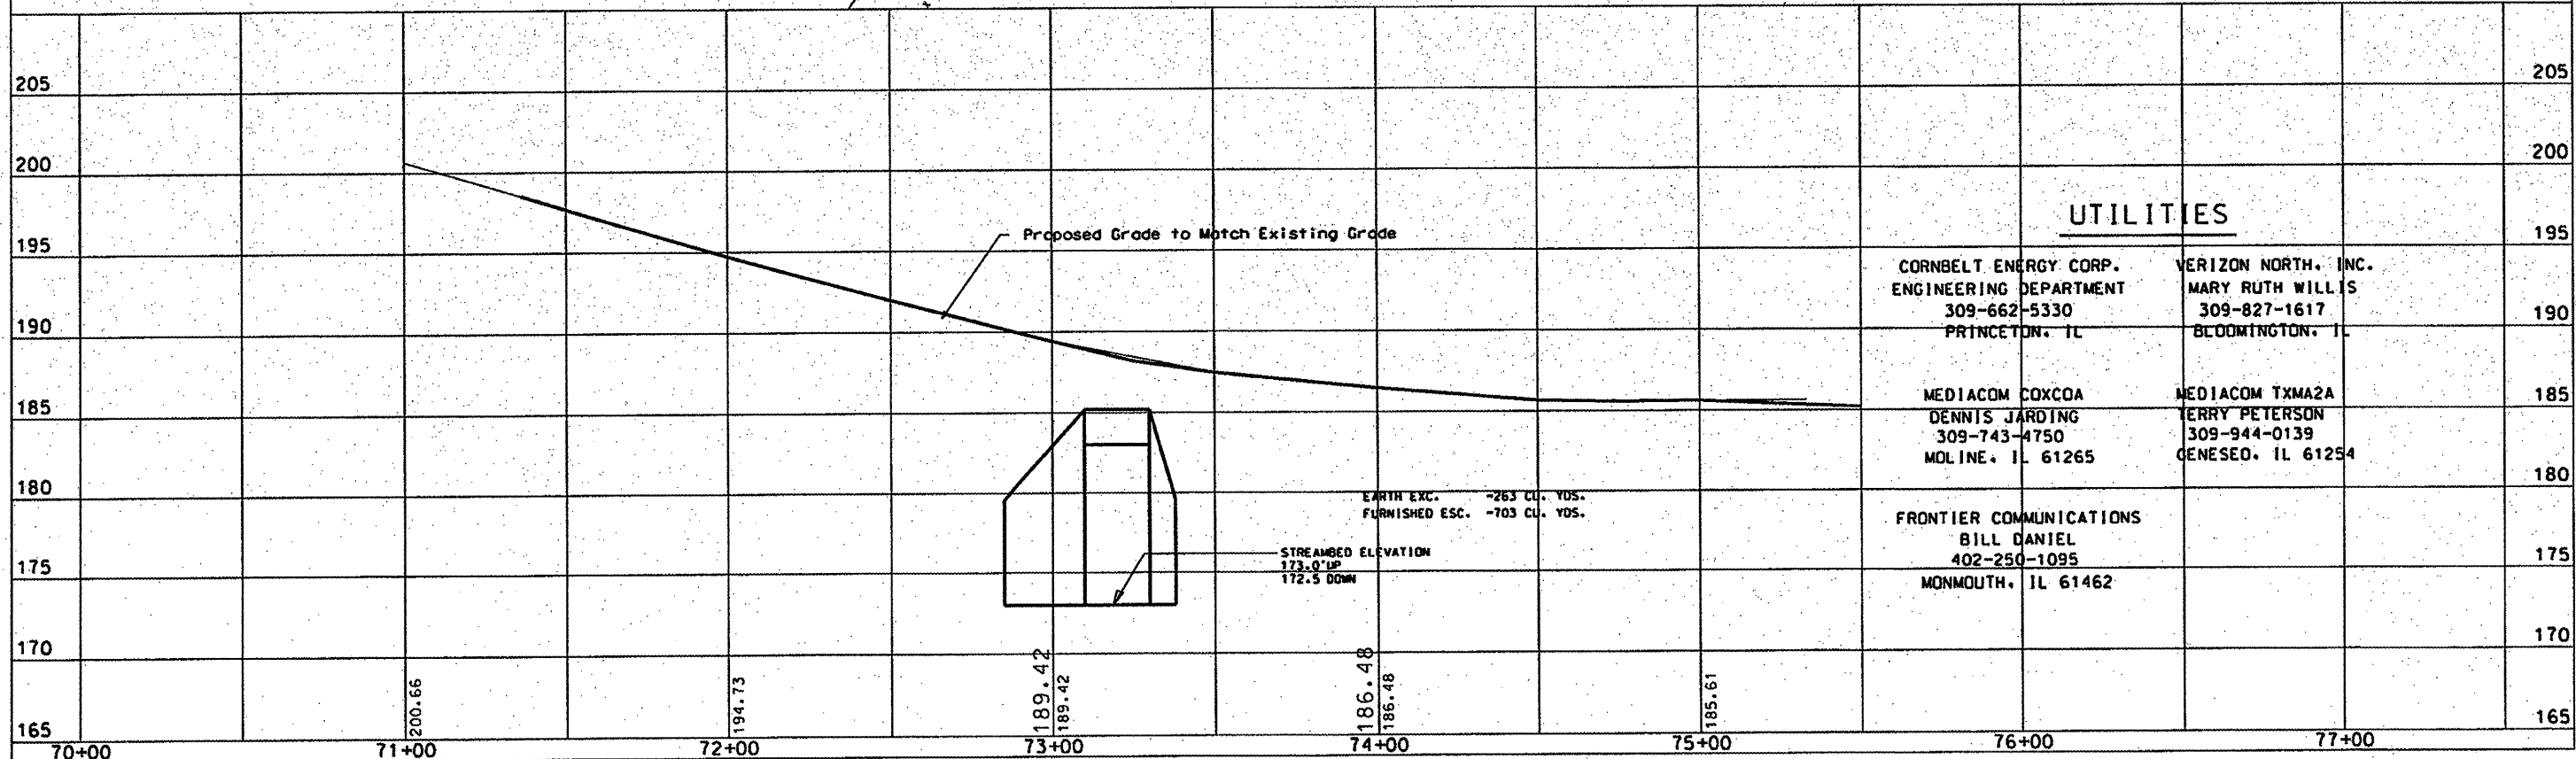 205 205
200 200
UTILITIES
Proposed Grade to Match Existing Grade
195 195
CORNBELT ENERGY CORP. VERIZON NORTH, INC.
ENGINEERING DEPARTMENT MARY RUTH WILLIS
309-662-5330 309-827-1617
190 190
PRINCETON, IL BLOOMINGTON, IL
MEDIACOM COXCOA MEDIACOM TXMA2A
185 185
DENNIS JARDING TERRY PETERSON
309-743-4750 309-944-0139
MOLINE, IL 61265 GENESEO, IL 61254
180 180
EARTH EXC. -263 CU. YDS.
FURNISHED ESC. -703 CU. YDS.
FRONTIER COMMUNICATIONS
BILL DANIEL
402-250-1095
MONMOUTH, IL 61462
STREAMBED ELEVATION
173.0'UP
172.5 DOWN
175 175
170 170
200.66
194.73
189.42
189.42
186.48
186.48
185.61
165 165
70+00 71+00 72+00 73+00 74+00 75+00 76+00 77+00